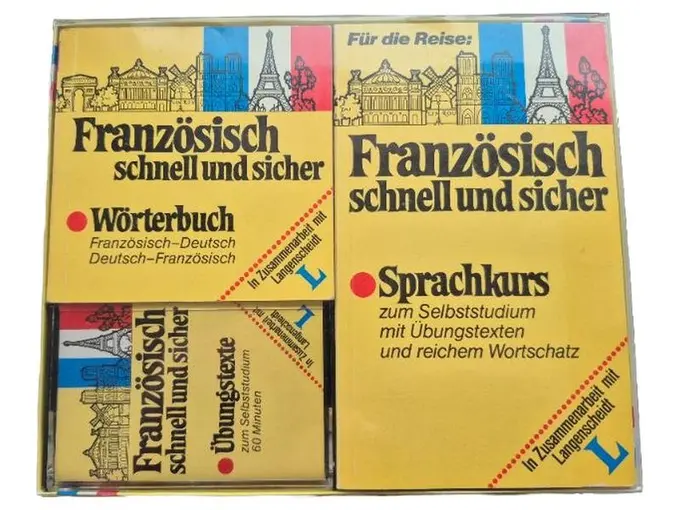 Französisch
schnell und sicher
Wörterbuch
Französisch–Deutsch
Deutsch–Französisch
In Zusammenarbeit mit
Langenscheidt
L
Für die Reise:
Französisch
schnell und sicher
Sprachkurs
zum Selbststudium
mit Übungstexten
und reichem Wortschatz
In Zusammenarbeit mit
Langenscheidt
L
Französisch
schnell und sicher
Übungstexte
zum Selbststudium
60 Minuten
In Zusammenarbeit mit
Langenscheidt
L